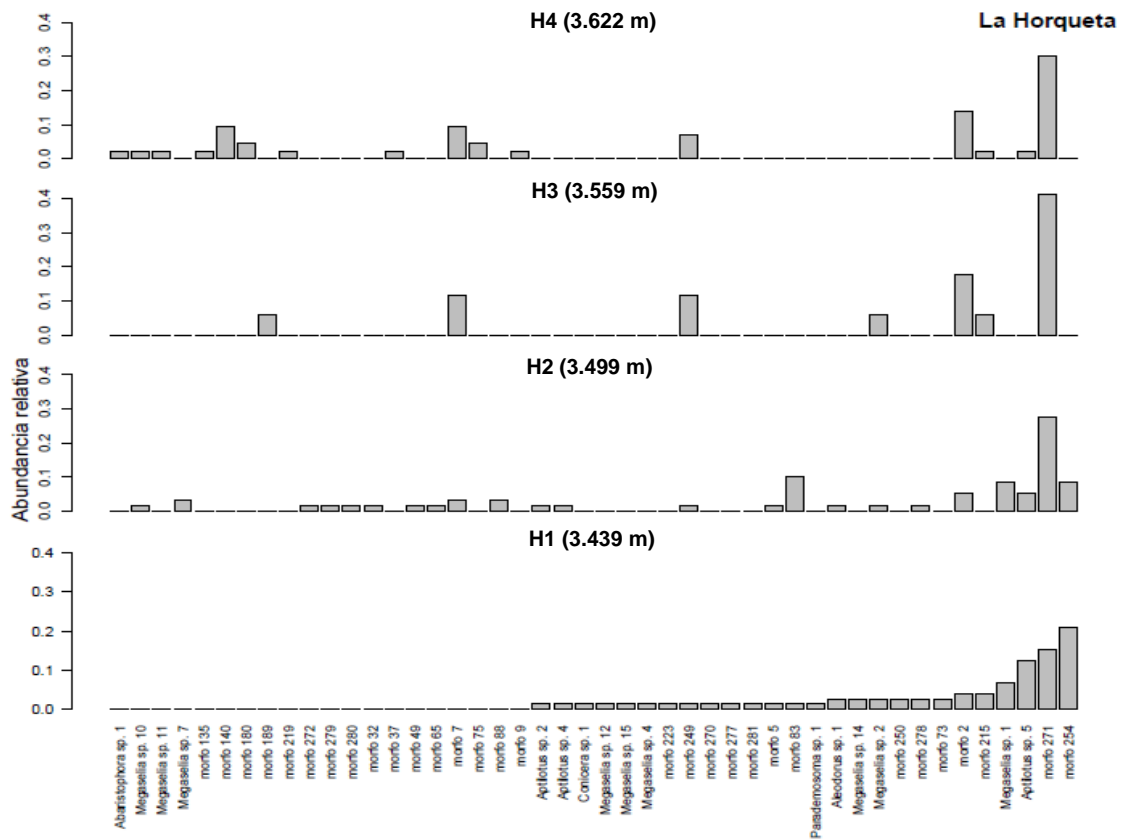 H4 (3.622 m)
La Horqueta
0.4
0.3
0.2
0.1
0.0
H3 (3.559 m)
0.4
0.3
0.2
0.1
0.0
H2 (3.499 m)
0.4
0.3
0.2
0.1
0.0
Abundancia relativa
H1 (3.439 m)
0.4
0.3
0.2
0.1
0.0
Abaristophora sp. 1
Megaselia sp. 10
Megaselia sp. 11
Megaselia sp. 7
morfo 135
morfo 140
morfo 180
morfo 189
morfo 219
morfo 272
morfo 279
morfo 280
morfo 32
morfo 37
morfo 49
morfo 65
morfo 7
morfo 75
morfo 88
morfo 9
Aptilotus sp. 2
Aptilotus sp. 4
Conicera sp. 1
Megaselia sp. 12
Megaselia sp. 15
Megaselia sp. 4
morfo 223
morfo 249
morfo 270
morfo 277
morfo 281
morfo 5
morfo 83
Parademosoma sp. 1
Aleodorus sp. 1
Megaselia sp. 14
Megaselia sp. 2
morfo 250
morfo 278
morfo 73
morfo 2
morfo 215
Megaselia sp. 1
Aptilotus sp. 5
morfo 271
morfo 254